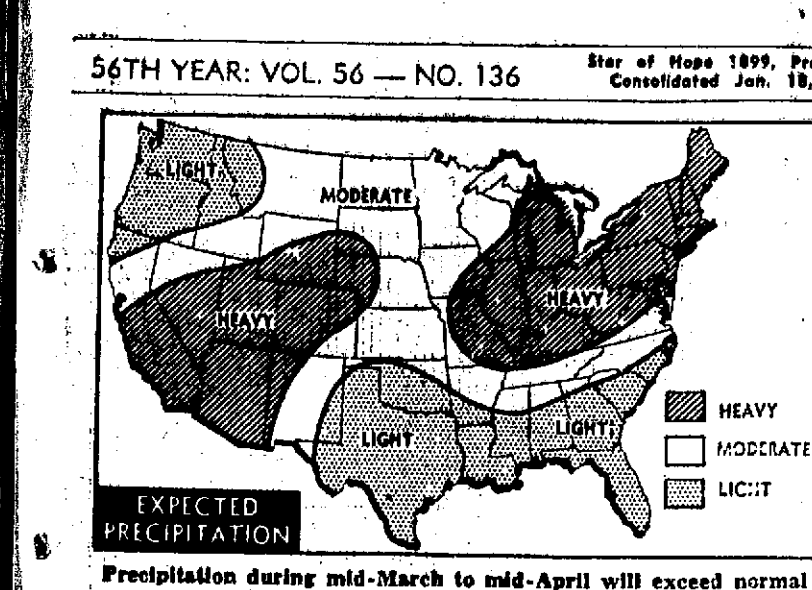 56TH YEAR: VOL. 56 — NO. 136
Star of Hope 1899,
Consolidated Jan. 18,
LIGHT
MODERATE
HEAVY
HEAVY
LIGHT
LIGHT
HEAVY
MODERATE
LIGHT
EXPECTED
PRECIPITATION
Precipitation during mid-March to mid-April will exceed normal